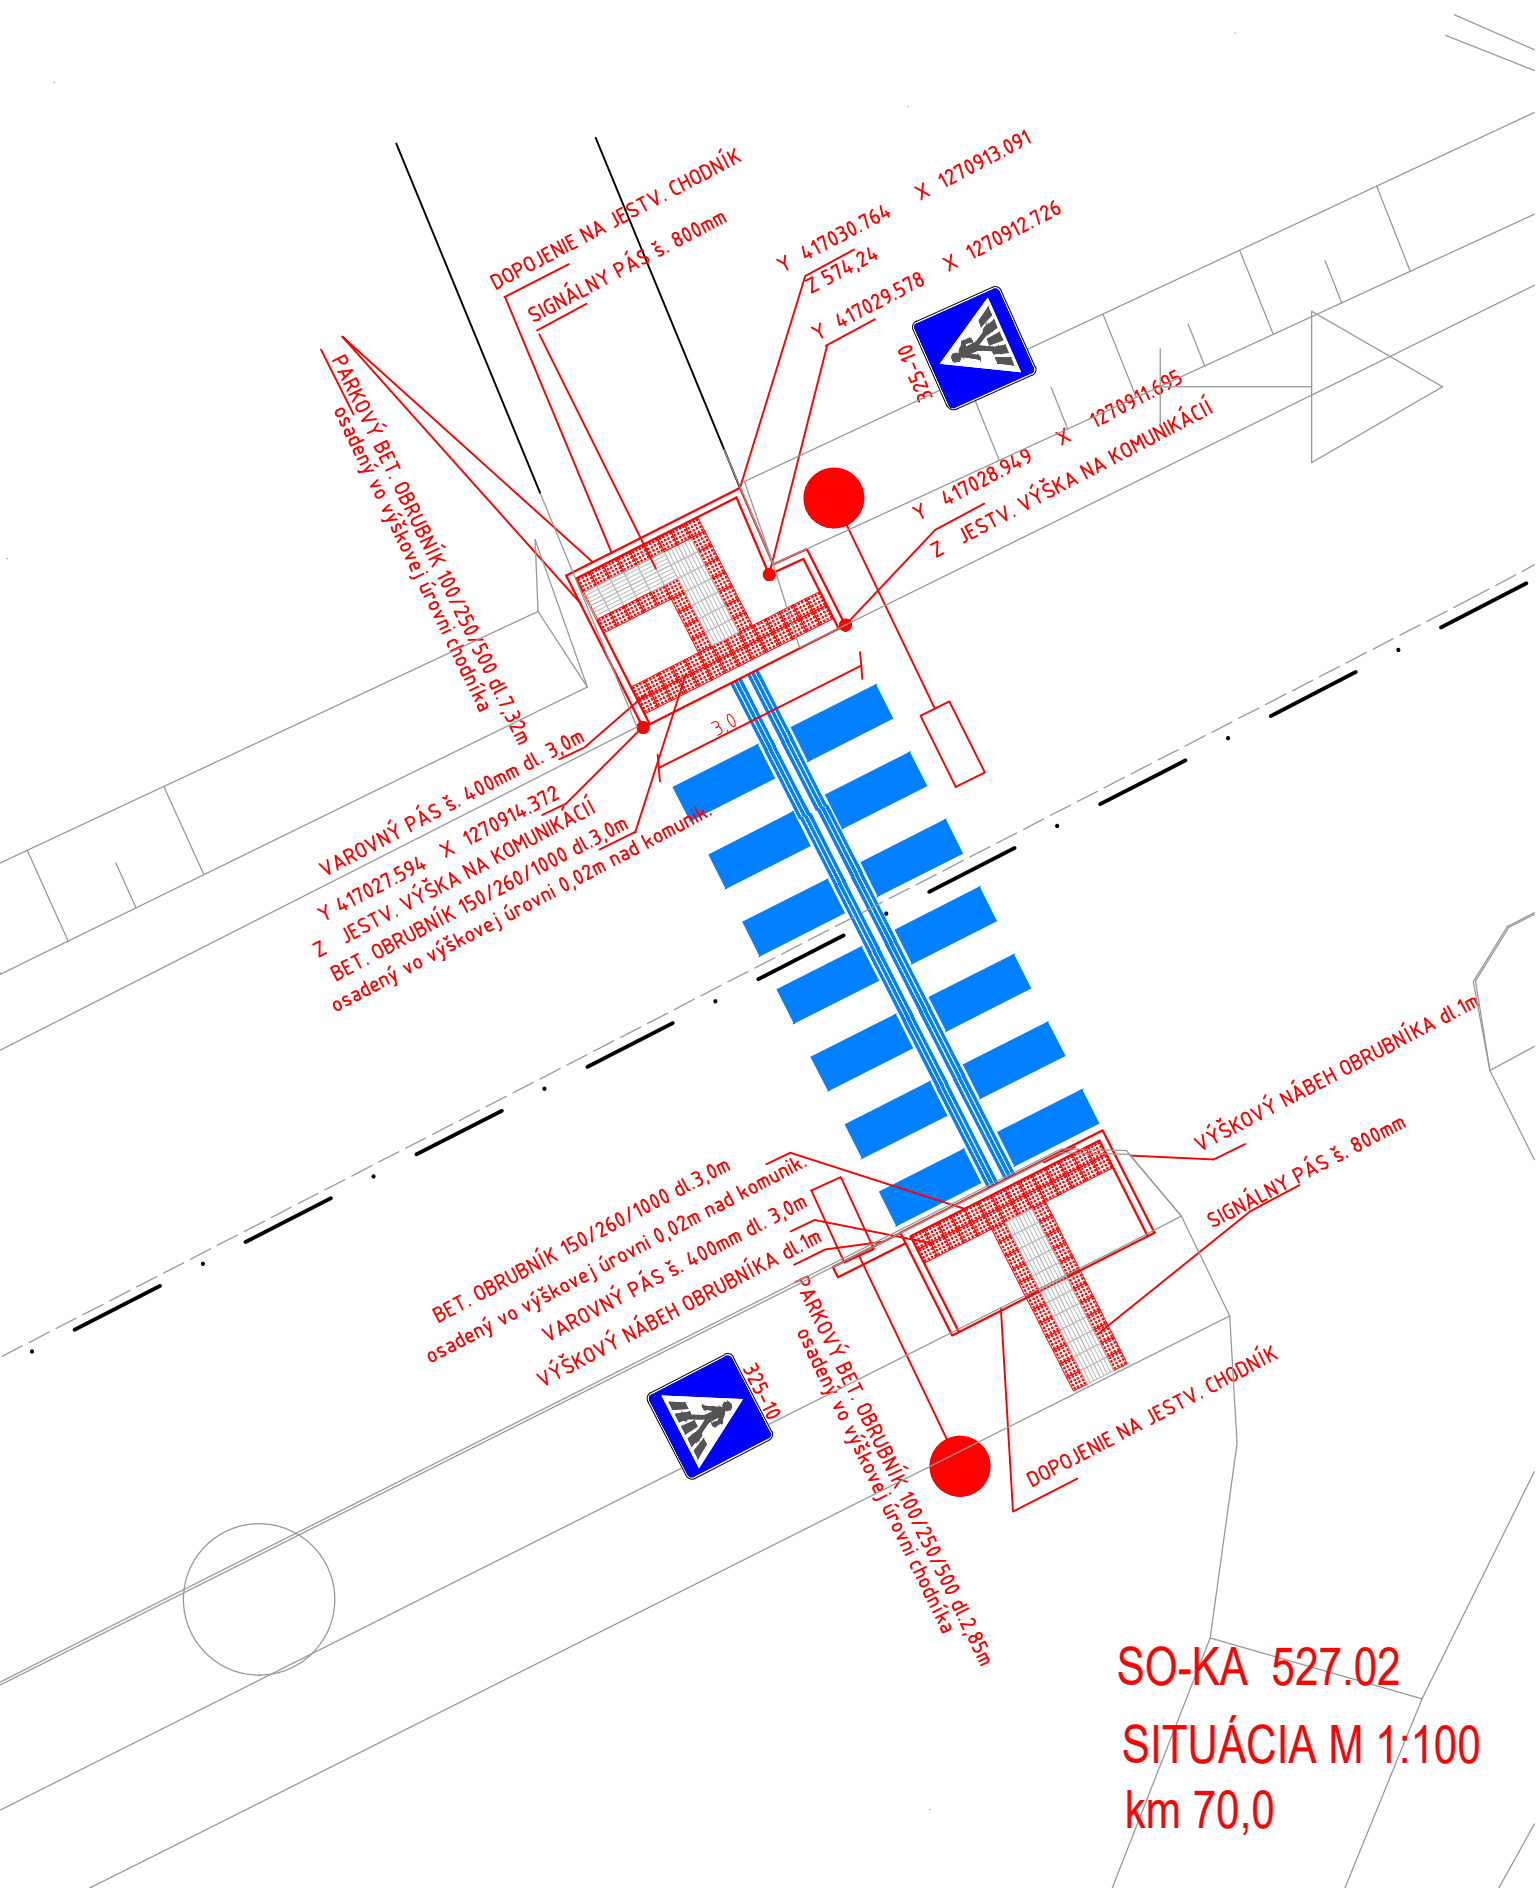 DOPOJENIE NA JESTV. CHODNÍK
SIGNÁLNY PÁS š. 800mm
Y 417030.764 X 1270913.091
Z 574,24
Y 417029.578 X 1270912.726
325-10
PARKOVÝ BET. OBRUBNÍK 100/250/500 dl.7,32m
osadený vo výškovej úrovni chodníka
Y 417028.949 X 1270911.695
Z JESTV. VÝŠKA NA KOMUNIKÁCIÍ
3,0
VAROVNÝ PÁS š. 400mm dl. 3,0m
Y 417027.594 X 1270914.372
Z JESTV. VÝŠKA NA KOMUNIKÁCIÍ
BET. OBRUBNÍK 150/260/1000 dl.3,0m
osadený vo výškovej úrovni 0,02m nad komunik.
VÝŠKOVÝ NÁBEH OBRUBNÍKA dl.1m
SIGNÁLNY PÁS š. 800mm
BET. OBRUBNÍK 150/260/1000 dl.3,0m
osadený vo výškovej úrovni 0,02m nad komunik.
VAROVNÝ PÁS š. 400mm dl. 3,0m
VÝŠKOVÝ NÁBEH OBRUBNÍKA dl.1m
325-10
PARKOVÝ BET. OBRUBNÍK 100/250/500 dl.2,85m
osadený vo výškovej úrovni chodníka
DOPOJENIE NA JESTV. CHODNÍK
SO-KA 527.02
SITUÁCIA M 1:100
km 70,0